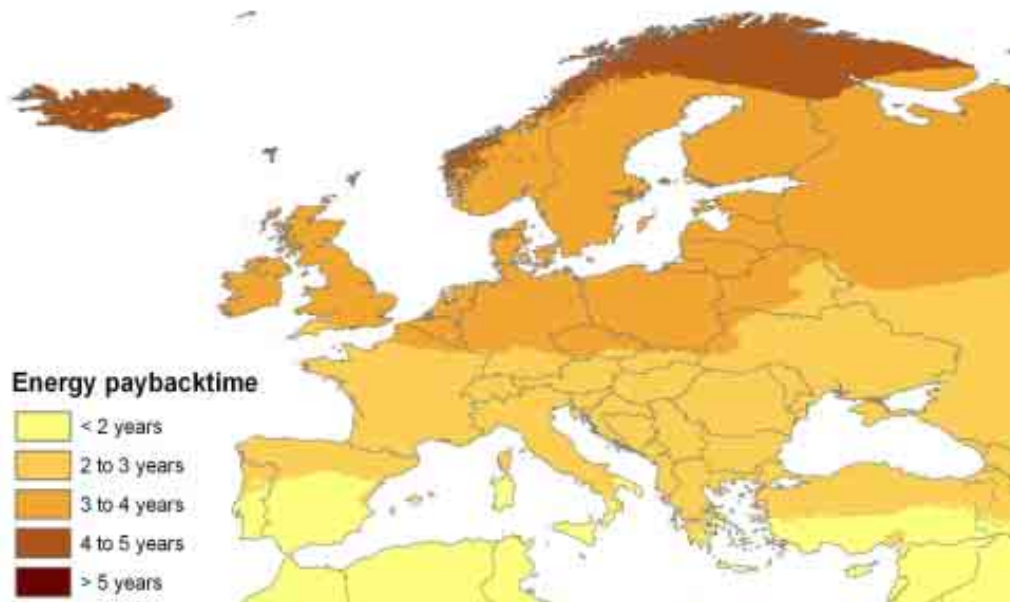 Energy paybacktime
< 2 years
2 to 3 years
3 to 4 years
4 to 5 years
> 5 years